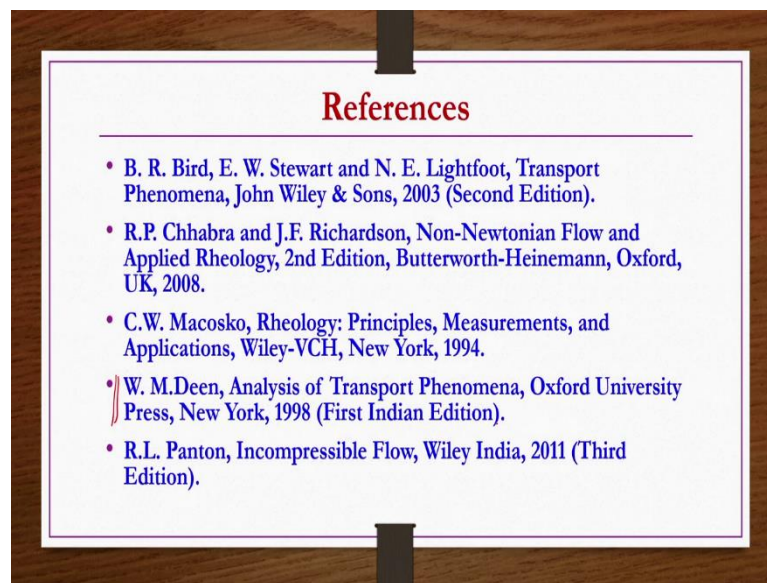 References
• B. R. Bird, E. W. Stewart and N. E. Lightfoot, Transport
Phenomena, John Wiley & Sons, 2003 (Second Edition).
• R.P. Chhabra and J.F. Richardson, Non-Newtonian Flow and
Applied Rheology, 2nd Edition, Butterworth-Heinemann, Oxford,
UK, 2008.
• C.W. Macosko, Rheology: Principles, Measurements, and
Applications, Wiley-VCH, New York, 1994.
• W. M.Deen, Analysis of Transport Phenomena, Oxford University
Press, New York, 1998 (First Indian Edition).
• R.L. Panton, Incompressible Flow, Wiley India, 2011 (Third
Edition).